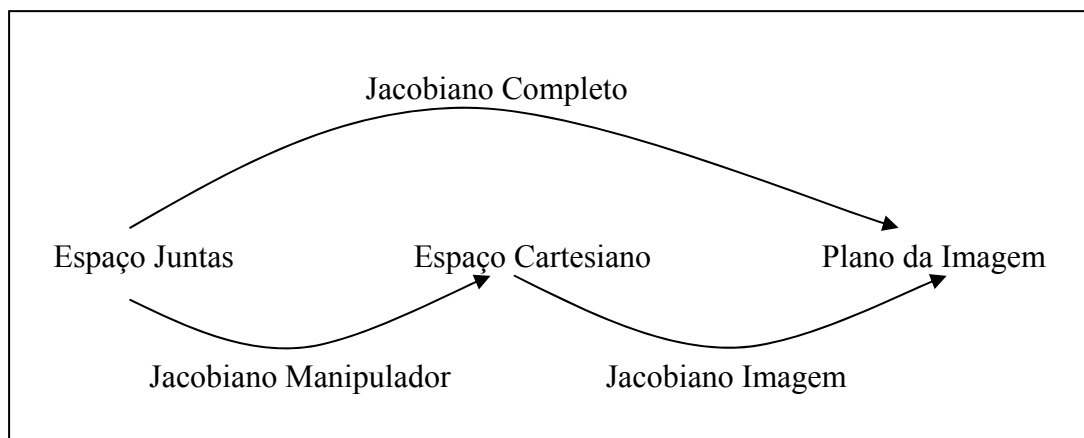 Jacobiano Completo
Espaço Juntas Espaço Cartesiano Plano da Imagem
Jacobiano Manipulador Jacobiano Imagem